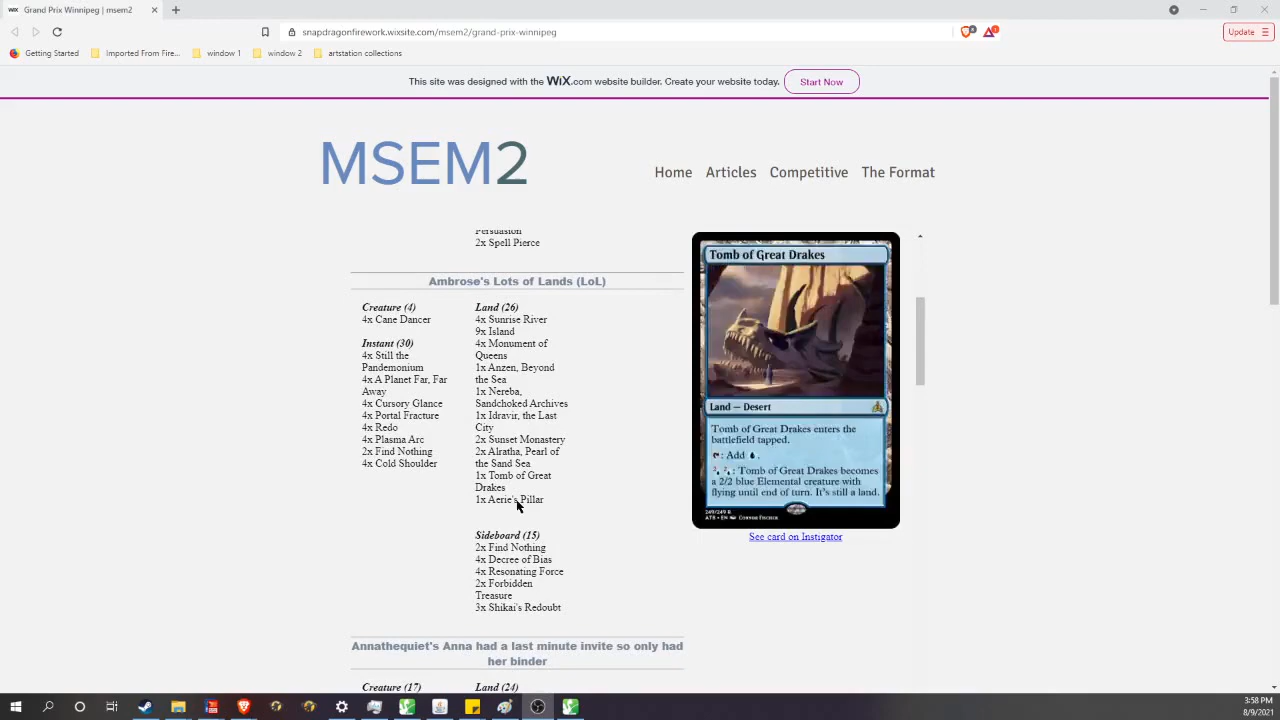 Grand Prix Winnipeg | msem2
snapdragonfirework.wixsite.com/msem2/grand-prix-winnipeg
Update
Getting Started
Imported From Fire...
window 1
window 2
artstation collections
This site was designed with the WiX.com website builder. Create your website today.
Start Now
MSEM2
Home
Articles
Competitive
The Format
Persuasion
2x Spell Pierce
Ambrose's Lots of Lands (LoL)
Creature (4)
4x Cane Dancer
Instant (30)
4x Still the
Pandemonium
4x A Planet Far, Far
Away
4x Cursory Glance
4x Portal Fracture
4x Redo
4x Plasma Arc
2x Find Nothing
4x Cold Shoulder
Land (26)
4x Sunrise River
9x Island
4x Monument of
Queens
1x Anzen, Beyond
the Sea
1x Nereba,
Sandchoked Archives
1x Idravir, the Last
City
2x Sunset Monastery
2x Alratha, Pearl of
the Sand Sea
1x Tomb of Great
Drakes
1x Aerie's Pillar
Sideboard (15)
2x Find Nothing
4x Decree of Bias
4x Resonating Force
2x Forbidden
Treasure
3x Shikai's Redoubt
Tomb of Great Drakes
Land — Desert
Tomb of Great Drakes enters the
battlefield tapped.
: Add .
: Tomb of Great Drakes becomes
a 2/2 blue Elemental creature with
flying until end of turn. It's still a land.
249/249 R
See card on Instigator
Annathequiet's Anna had a last minute invite so only had
her binder
Creature (17)
Land (24)
3:58 PM
8/9/2021